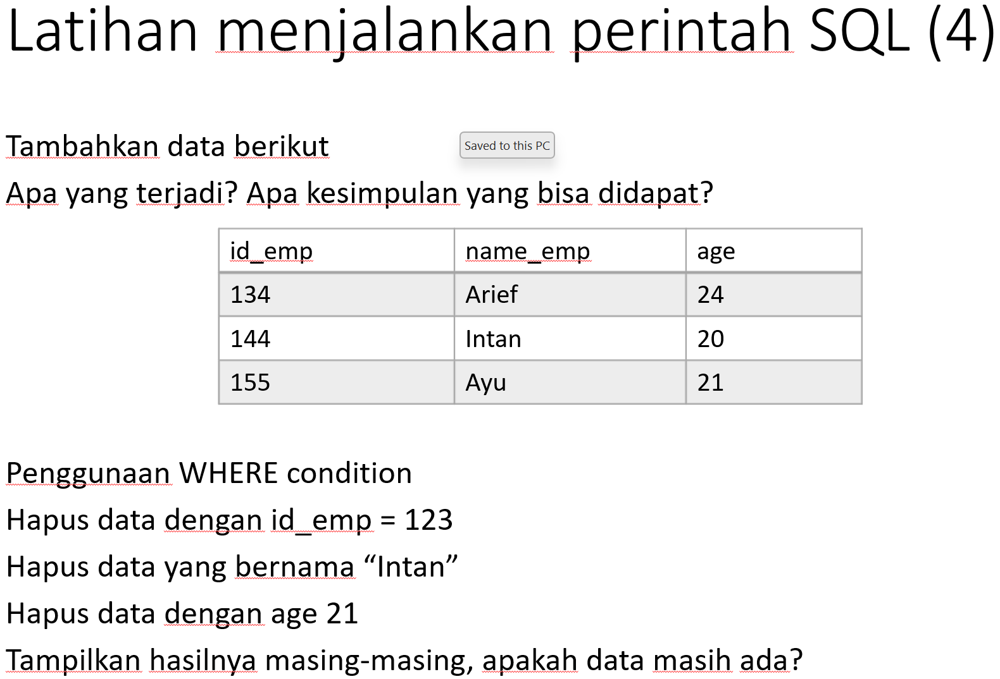 Latihan menjalankan perintah SQL (4)
Tambahkan data berikut
Saved to this PC
Apa yang terjadi? Apa kesimpulan yang bisa didapat?
id_emp name_emp age
134 Arief 24
144 Intan 20
155 Ayu 21
Penggunaan WHERE condition
Hapus data dengan id_emp = 123
Hapus data yang bernama “Intan”
Hapus data dengan age 21
Tampilkan hasilnya masing-masing, apakah data masih ada?